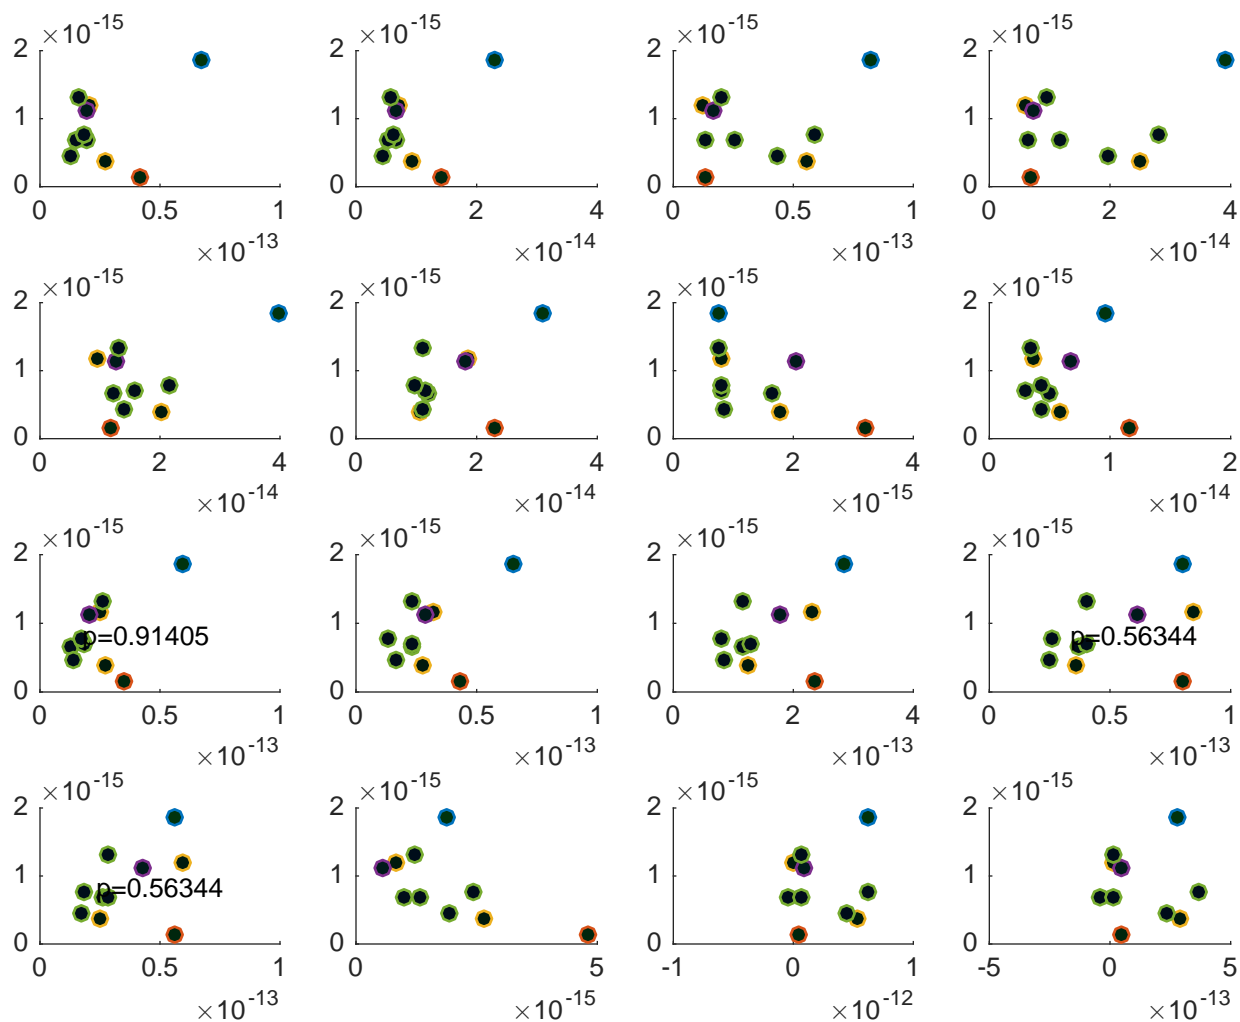 ×10-15 ×10-15 ×10-15 ×10-15
2 2 2 2
1 1 1 1
0 0 0 0
0 0.5 1 0 2 4 0 0.5 1 0 2 4
×10-13 ×10-14 ×10-13 ×10-14
×10-15 ×10-15 ×10-15 ×10-15
2 2 2 2
1 1 1 1
0 0 0 0
0 2 4 0 2 4 0 2 4 0 1 2
×10-14 ×10-14 ×10-15 ×10-14
×10-15 ×10-15 ×10-15 ×10-15
2 2 2 2
1 1 1 1
p=0.91405 p=0.56344
0 0 0 0
0 0.5 1 0 0.5 1 0 2 4 0 0.5 1
×10-13 ×10-13 ×10-13 ×10-13
×10-15 ×10-15 ×10-15 ×10-15
2 2 2 2
1 1 1 1
p=0.56344
0 0 0 0
0 0.5 1 0 5 -1 0 1 -5 0 5
×10-13 ×10-15 ×10-12 ×10-13